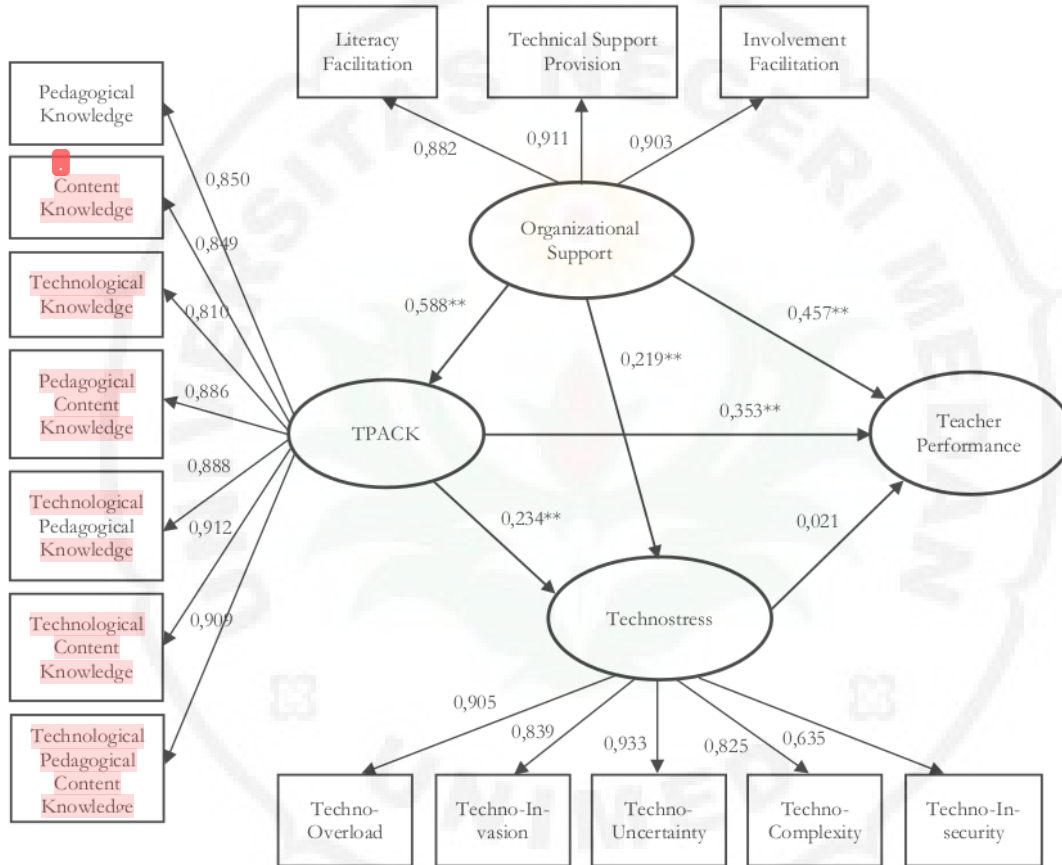 Literacy
Facilitation
Technical Support
Provision
Involvement
Facilitation
Pedagogical
Knowledge
Content
Knowledge
Technological
Knowledge
Pedagogical
Content
Knowledge
Technological
Pedagogical
Knowledge
Technological
Content
Knowledge
Technological
Pedagogical
Content
Knowledge
0,882
0,911
0,903
0,850
0,849
0,810
0,886
0,888
0,912
0,909
Organizational
Support
0,588**
0,219**
0,457**
TPACK
0,353**
Teacher
Performance
0,234**
0,021
Technostress
0,905
0,839
0,933
0,825
0,635
Techno-
Overload
Techno-In-
vasion
Techno-
Uncertainty
Techno-
Complexity
Techno-In-
security
UNIVERSITAS NEGERI MEDAN
UNIMED